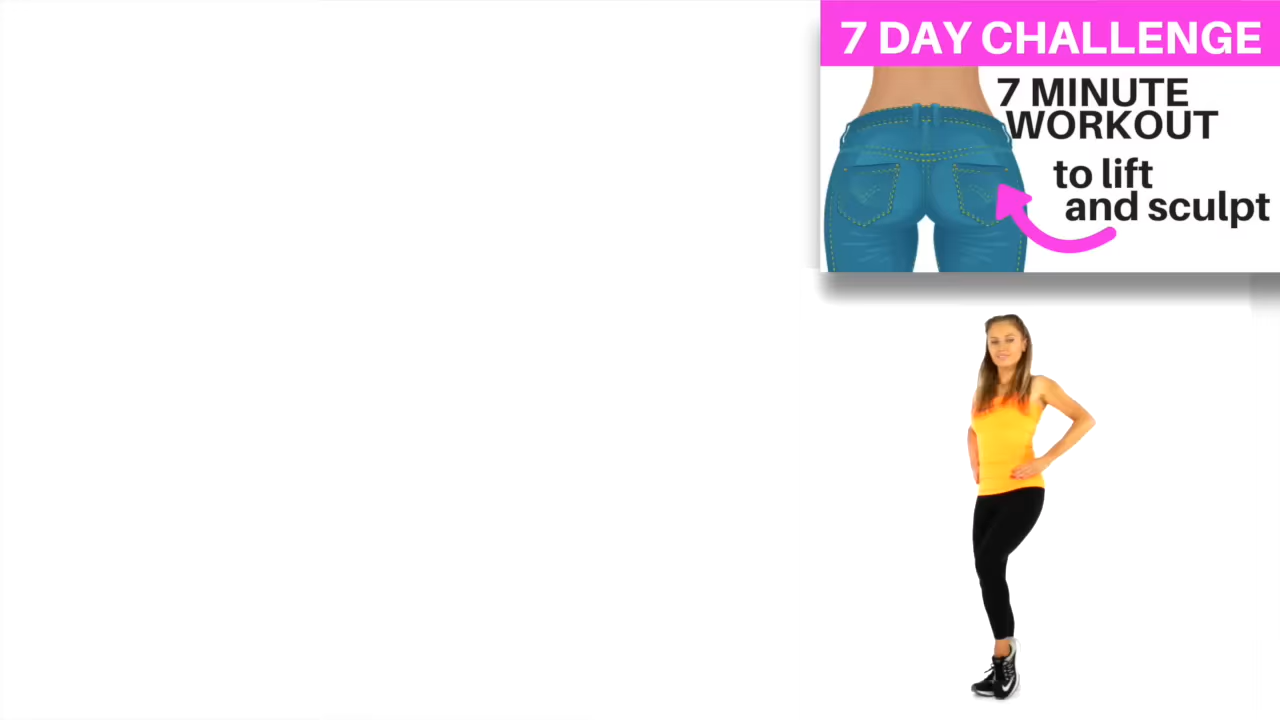 7 DAY CHALLENGE
7 MINUTE
WORKOUT
to lift
and sculpt